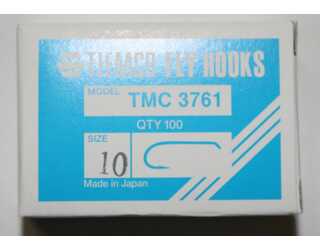 TIEMCO FLY HOOKS
MODEL
TMC 3761
QTY 100
SIZE
10
Made in Japan